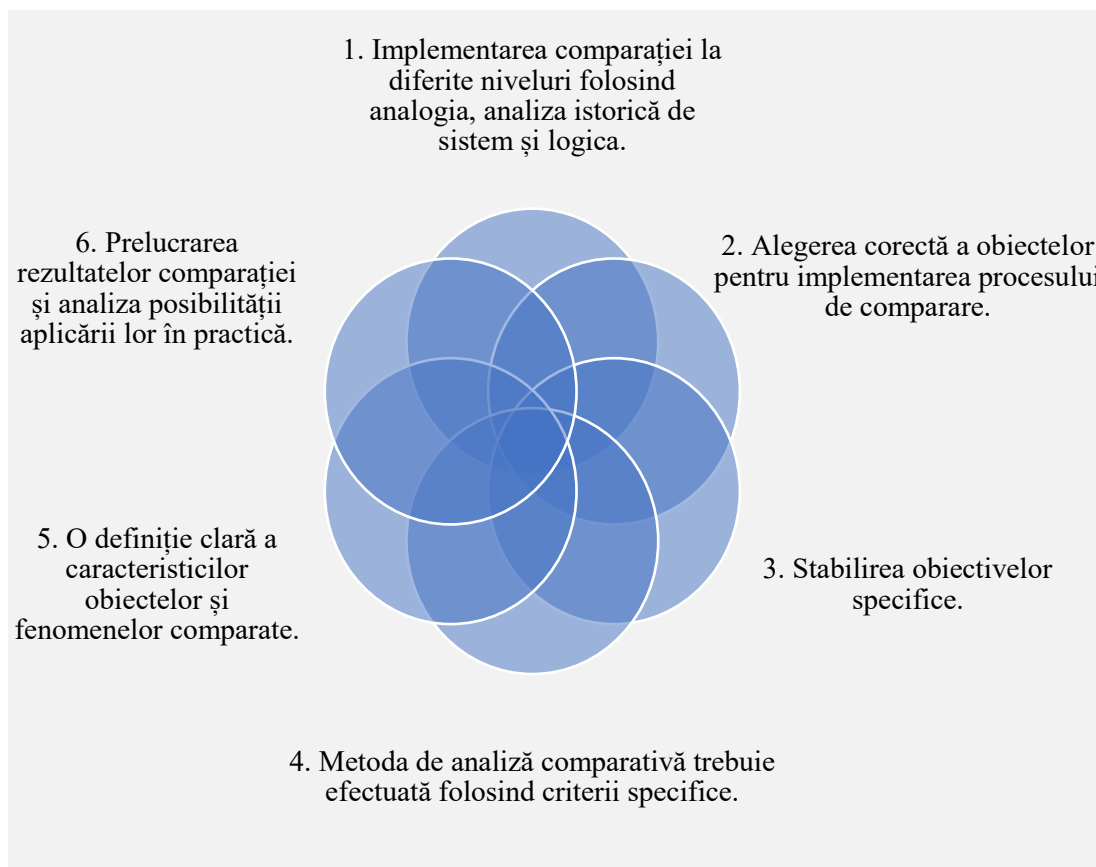 1. Implementarea comparației la
diferite niveluri folosind
analogia, analiza istorică de
sistem și logica.
2. Alegerea corectă a obiectelor
pentru implementarea procesului
de comparare.
3. Stabilirea obiectivelor
specifice.
4. Metoda de analiză comparativă trebuie
efectuată folosind criterii specifice.
5. O definiție clară a
caracteristicilor
obiectelor și
fenomenelor comparate.
6. Prelucrarea
rezultatelor comparației
și analiza posibilității
aplicării lor în practică.